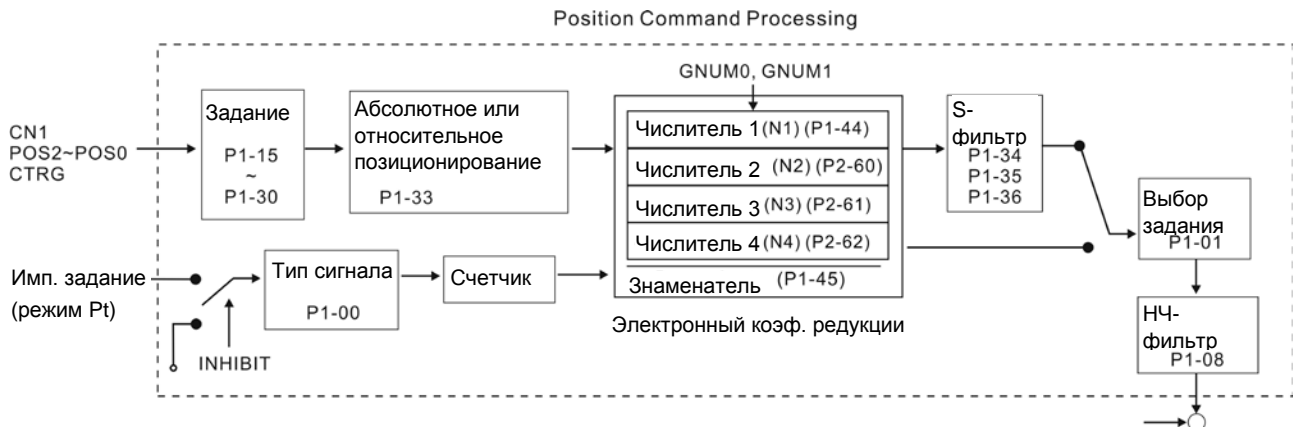 Position Command Processing
CN1
POS2~POS0
CTRG
Задание
P1-15
~
P1-30
Абсолютное или
относительное
позиционирование
P1-33
GNUM0, GNUM1
Числитель 1 (N1) (P1-44)
Числитель 2 (N2) (P2-60)
Числитель 3 (N3) (P2-61)
Числитель 4 (N4) (P2-62)
Знаменатель (P1-45)
Электронный коэф. редукции
S-
фильтр
P1-34
P1-35
P1-36
Выбор
задания
P1-01
НЧ-
фильтр
P1-08
Имп. задание
(режим Pt)
INHIBIT
Тип сигнала
P1-00
Счетчик